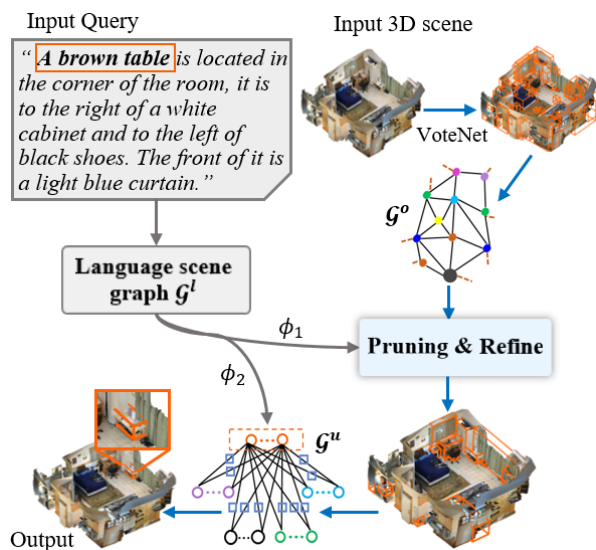 Input Query
Input 3D scene
“ A brown table is located in
the corner of the room, it is
to the right of a white
cabinet and to the left of
black shoes. The front of it is
a light blue curtain.”
VoteNet
𝒢ᵒ
Language scene
graph 𝒢ˡ
ϕ₁
Pruning & Refine
ϕ₂
𝒢ᵘ
Output